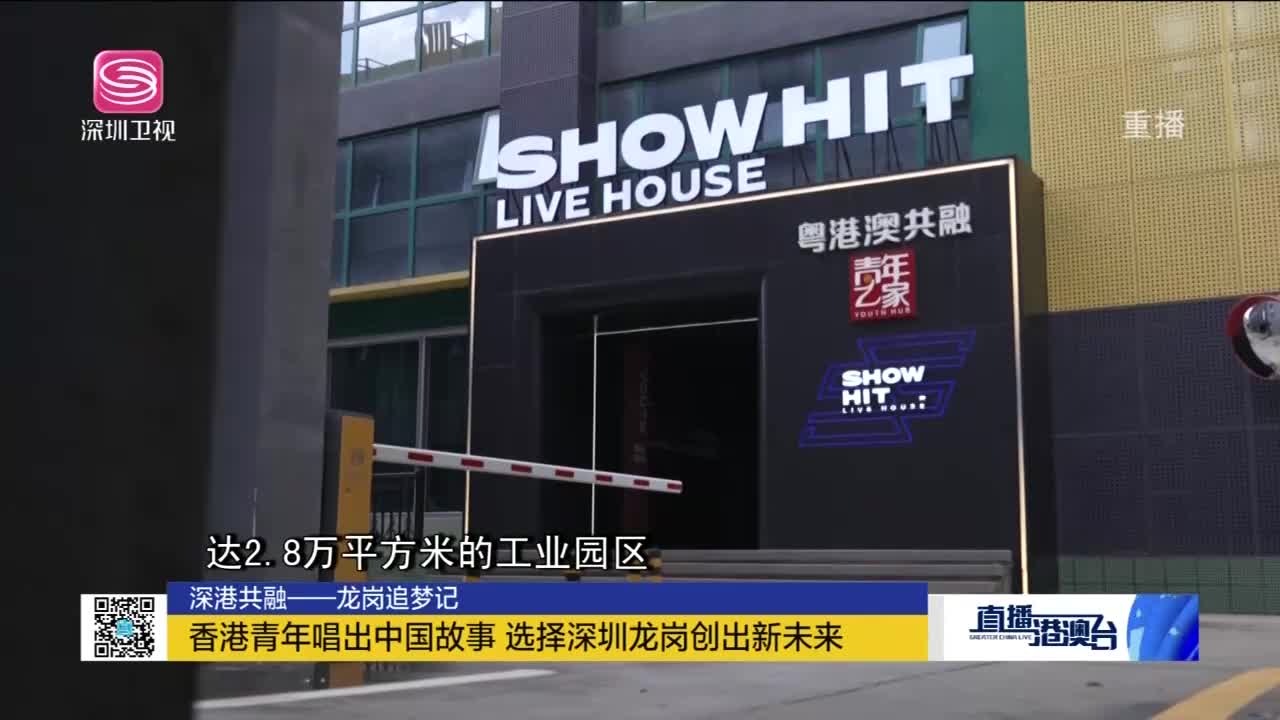 深圳卫视
重播
SHOW HIT
LIVE HOUSE
粤港澳共融
青年之家
YOUTH HUB
SHOW
HIT
LIVE HOUSE
达2.8万平方米的工业园区
深港共融——龙岗追梦记
香港青年唱出中国故事 选择深圳龙岗创出新未来
直播港澳台
GREATER CHINA LIVE